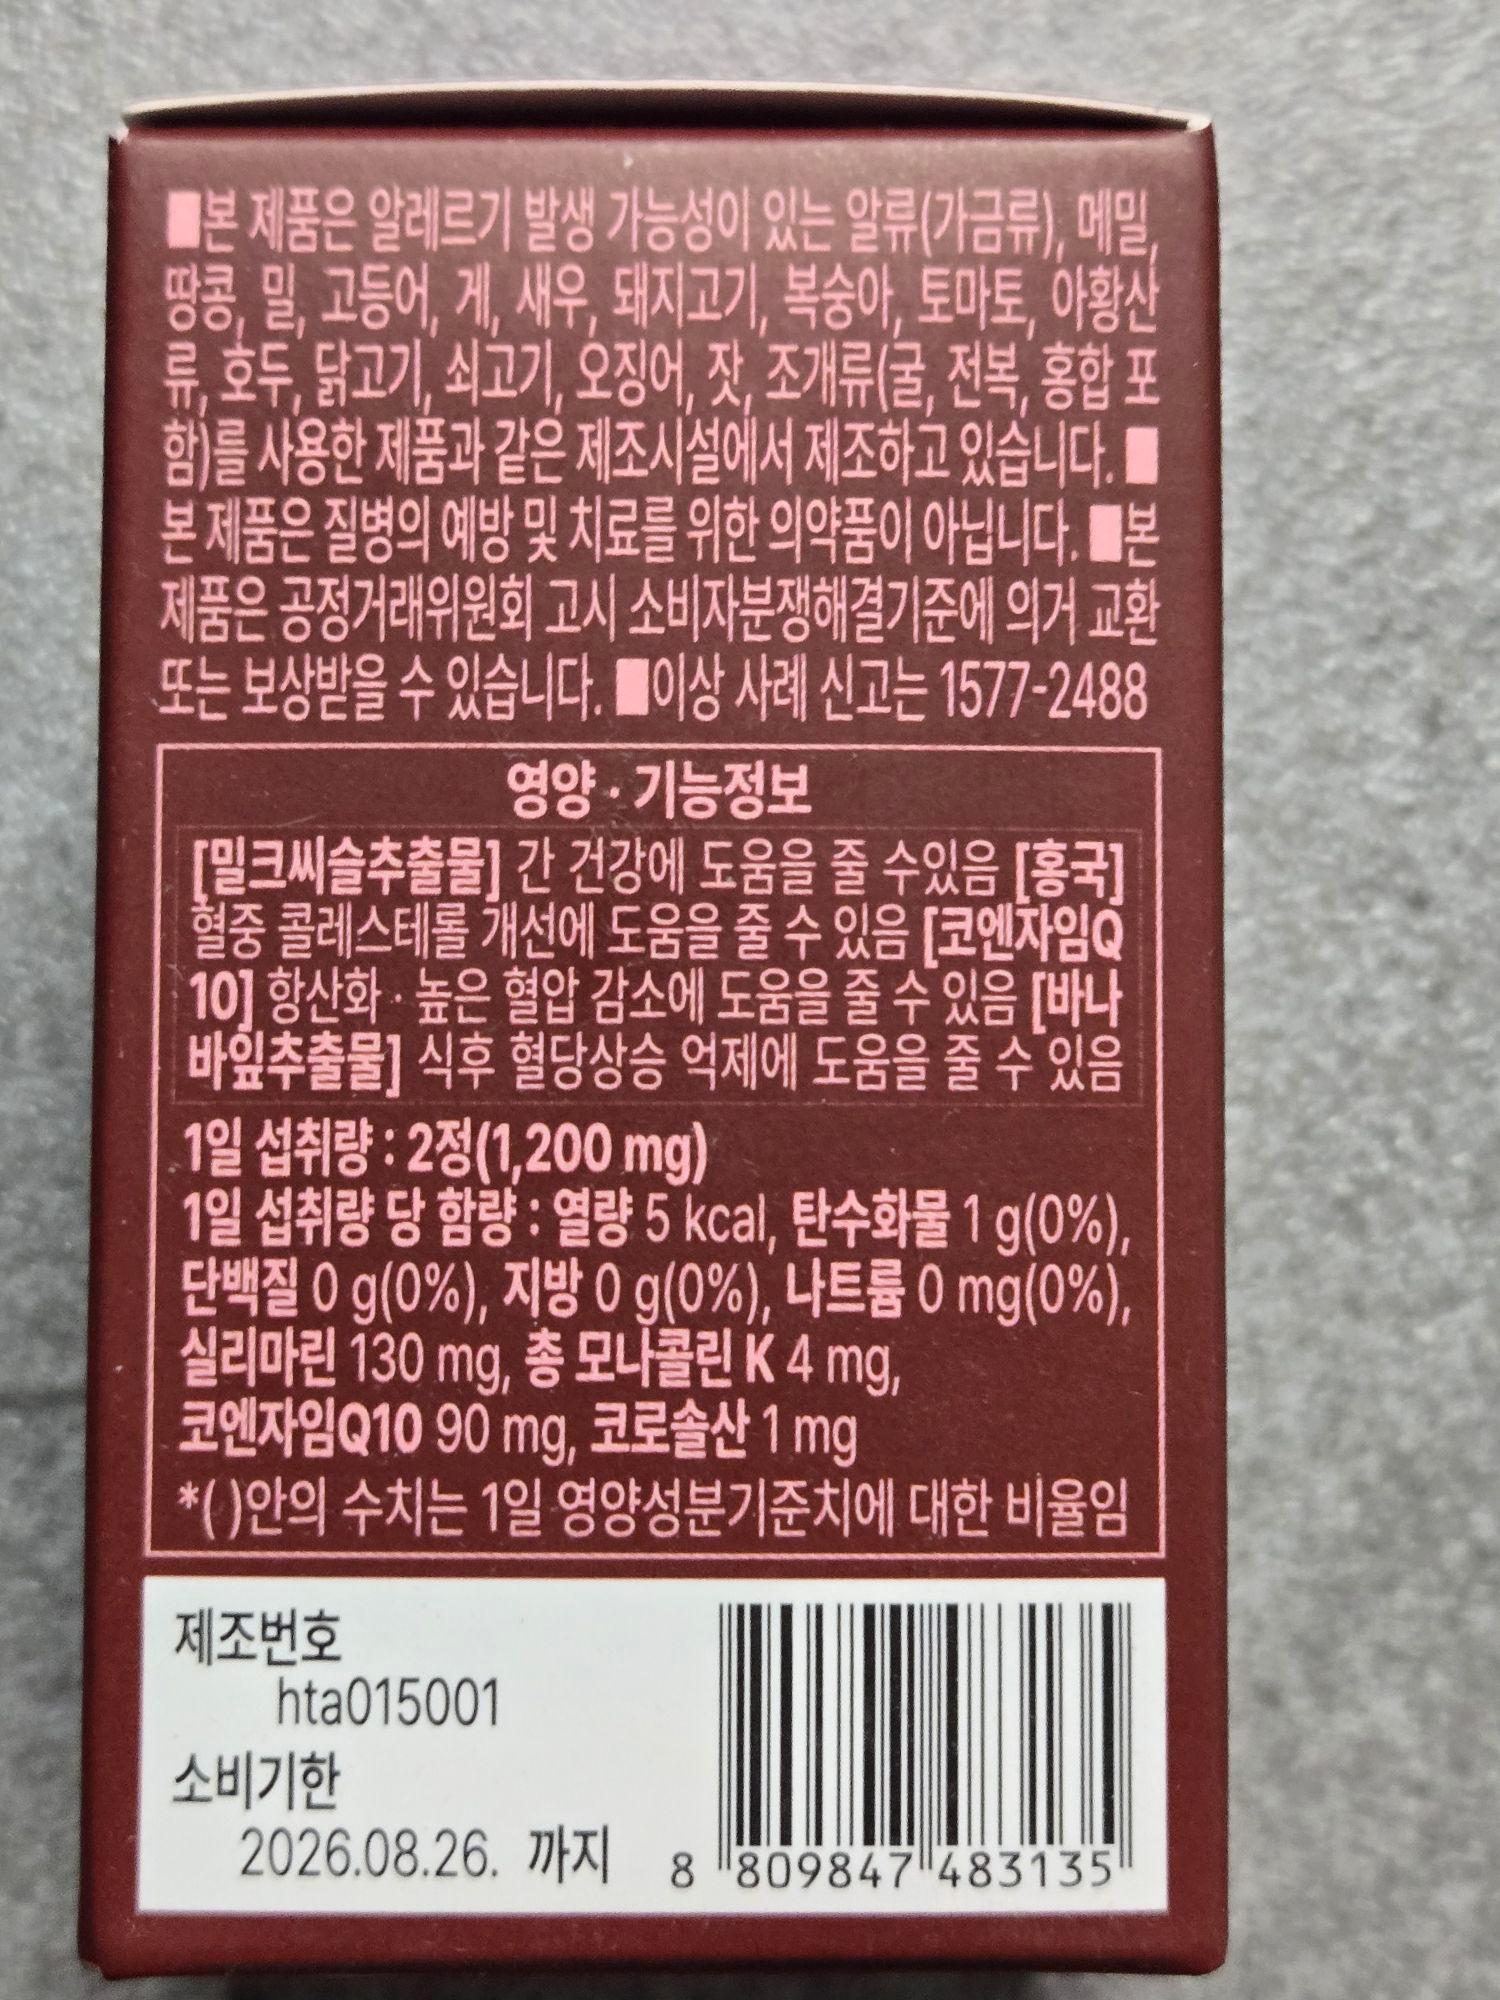 ■본 제품은 알레르기 발생 가능성이 있는 알류(가금류), 메밀,
땅콩, 밀, 고등어, 게, 새우, 돼지고기, 복숭아, 토마토, 아황산
류, 호두, 닭고기, 쇠고기, 오징어, 잣, 조개류(굴, 전복, 홍합 포
함)를 사용한 제품과 같은 제조시설에서 제조하고 있습니다. ■
본 제품은 질병의 예방 및 치료를 위한 의약품이 아닙니다. ■본
제품은 공정거래위원회 고시 소비자분쟁해결기준에 의거 교환
또는 보상받을 수 있습니다. ■이상 사례 신고는 1577-2488
영양 · 기능정보
[밀크씨슬추출물] 간 건강에 도움을 줄 수있음 [홍국]
혈중 콜레스테롤 개선에 도움을 줄 수 있음 [코엔자임Q
10] 항산화 · 높은 혈압 감소에 도움을 줄 수 있음 [바나
바잎추출물] 식후 혈당상승 억제에 도움을 줄 수 있음
1일 섭취량 : 2정(1,200 mg)
1일 섭취량 당 함량 : 열량 5 kcal, 탄수화물 1 g(0%),
단백질 0 g(0%), 지방 0 g(0%), 나트륨 0 mg(0%),
실리마린 130 mg, 총 모나콜린 K 4 mg,
코엔자임Q10 90 mg, 코로솔산 1 mg
*( )안의 수치는 1일 영양성분기준치에 대한 비율임
제조번호
hta015001
소비기한
2026.08.26. 까지
8 809847 483135